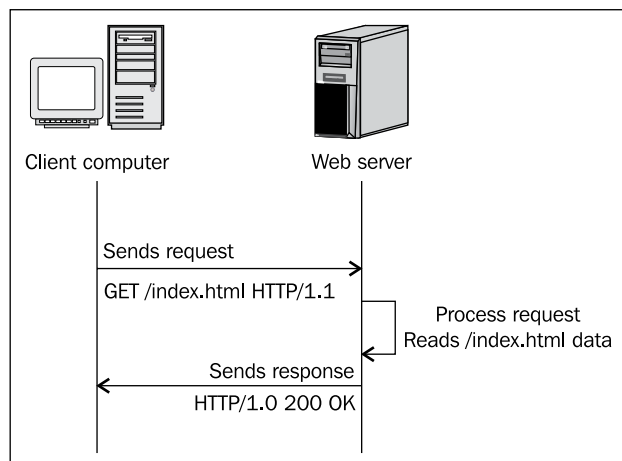 Client computer
Web server
Sends request
GET /index.html HTTP/1.1
Process request
Reads /index.html data
Sends response
HTTP/1.0 200 OK